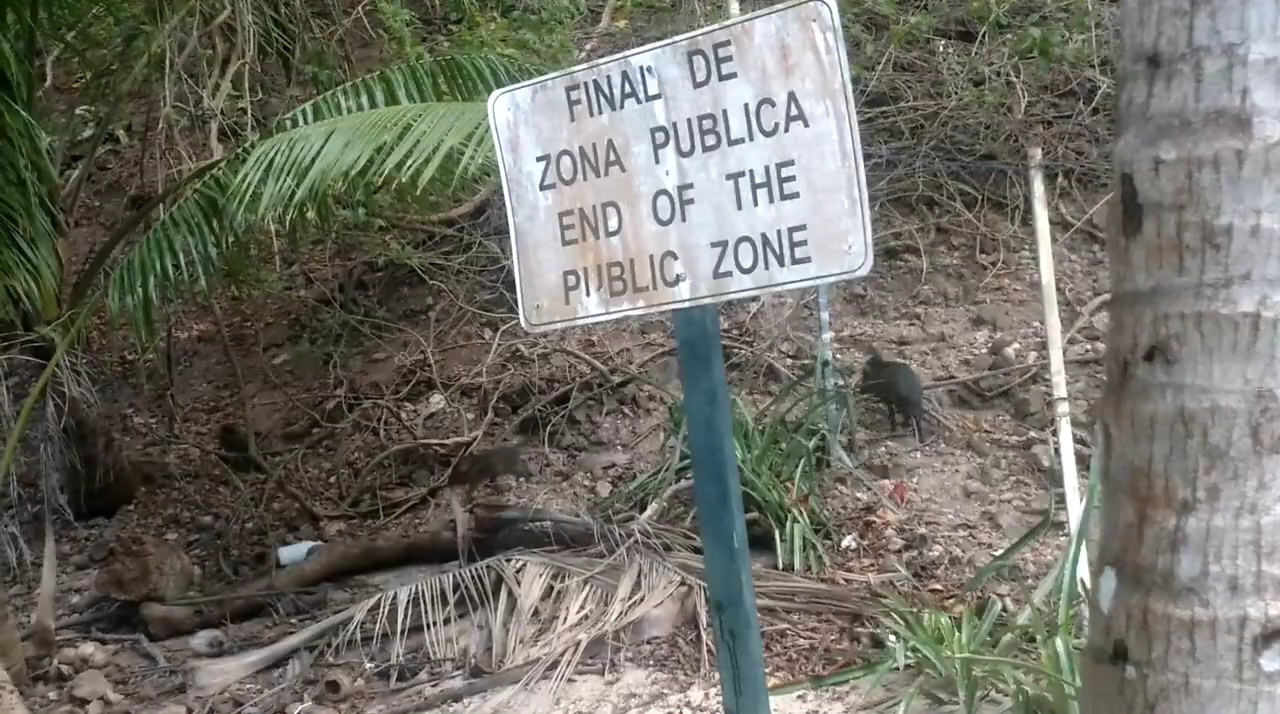 FINAL DE
ZONA PUBLICA
END OF THE
PUBLIC ZONE